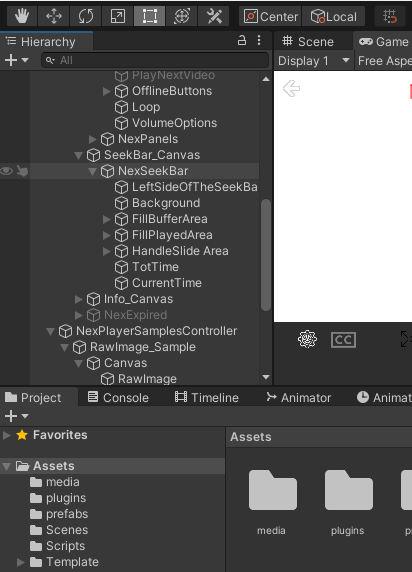 Center Local
Hierarchy
Scene Game
All
Display 1 Free Aspe
PlayNextVideo
OfflineButtons
Loop
VolumeOptions
NexPanels
SeekBar_Canvas
NexSeekBar
LeftSideOfTheSeekBa
Background
FillBufferArea
FillPlayedArea
HandleSlide Area
TotTime
CurrentTime
Info_Canvas
NexExpired
NexPlayerSamplesController
RawImage_Sample
Canvas
RawImage
CC
Project Console Timeline Animator Animat
Favorites
Assets
media
plugins
prefabs
Scenes
Scripts
Template
Assets
media plugins